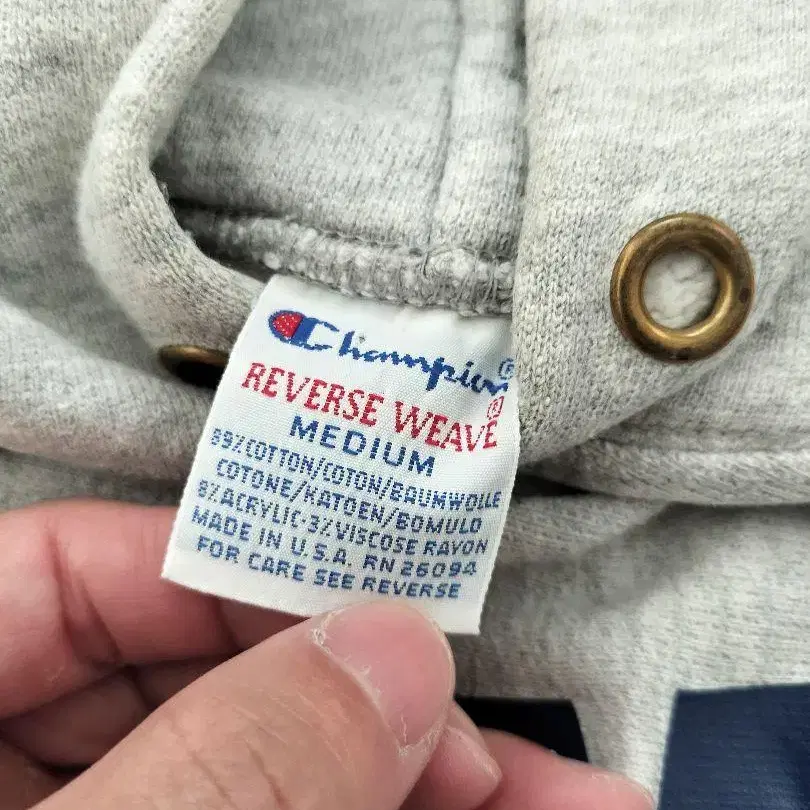 Champion®
REVERSE WEAVE®
MEDIUM
89% COTTON/COTON/BAUMWOLLE
COTONE/KATOEN/BOMULD
8% ACRYLIC-3% VISCOSE RAYON
MADE IN U.S.A. RN 26094
FOR CARE SEE REVERSE